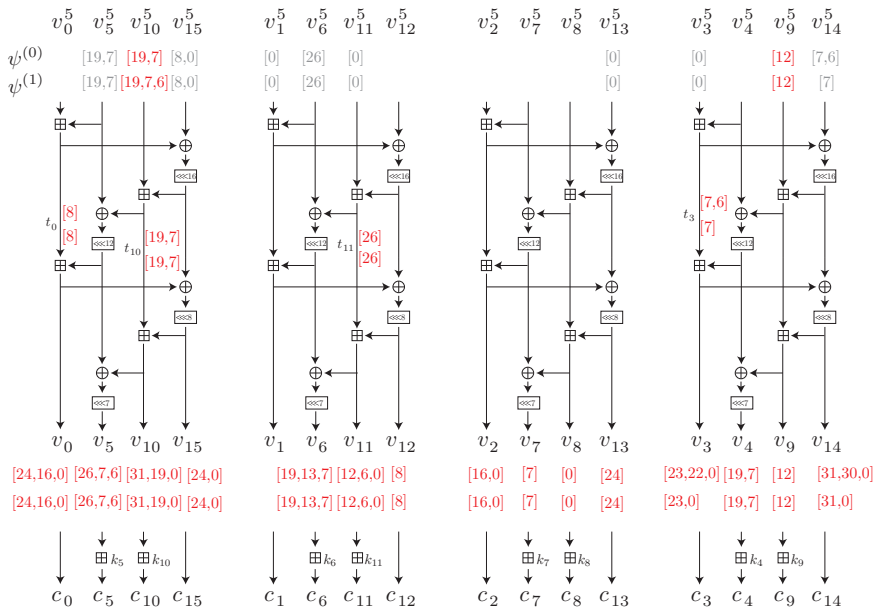 v_0^5 v_5^5 v_10^5 v_15^5 v_1^5 v_6^5 v_11^5 v_12^5 v_2^5 v_7^5 v_8^5 v_13^5 v_3^5 v_4^5 v_9^5 v_14^5
ψ^(0) [19,7] [19,7] [8,0] [0] [26] [0] [0] [0] [12] [7,6]
ψ^(1) [19,7] [19,7,6] [8,0] [0] [26] [0] [0] [0] [12] [7]
<<<16 <<<16 <<<16 <<<16
t_0 [8] t_10 [19,7] t_11 [26] t_3 [7,6]
[8] [19,7] [26] [7]
<<<12 <<<12 <<<12 <<<12
<<<8 <<<8 <<<8 <<<8
<<<7 <<<7 <<<7 <<<7
v_0 v_5 v_10 v_15 v_1 v_6 v_11 v_12 v_2 v_7 v_8 v_13 v_3 v_4 v_9 v_14
[24,16,0] [26,7,6] [31,19,0] [24,0] [19,13,7] [12,6,0] [8] [16,0] [7] [0] [24] [23,22,0] [19,7] [12] [31,30,0]
[24,16,0] [26,7,6] [31,19,0] [24,0] [19,13,7] [12,6,0] [8] [16,0] [7] [0] [24] [23,0] [19,7] [12] [31,0]
k_5 k_10 k_6 k_11 k_7 k_8 k_4 k_9
c_0 c_5 c_10 c_15 c_1 c_6 c_11 c_12 c_2 c_7 c_8 c_13 c_3 c_4 c_9 c_14